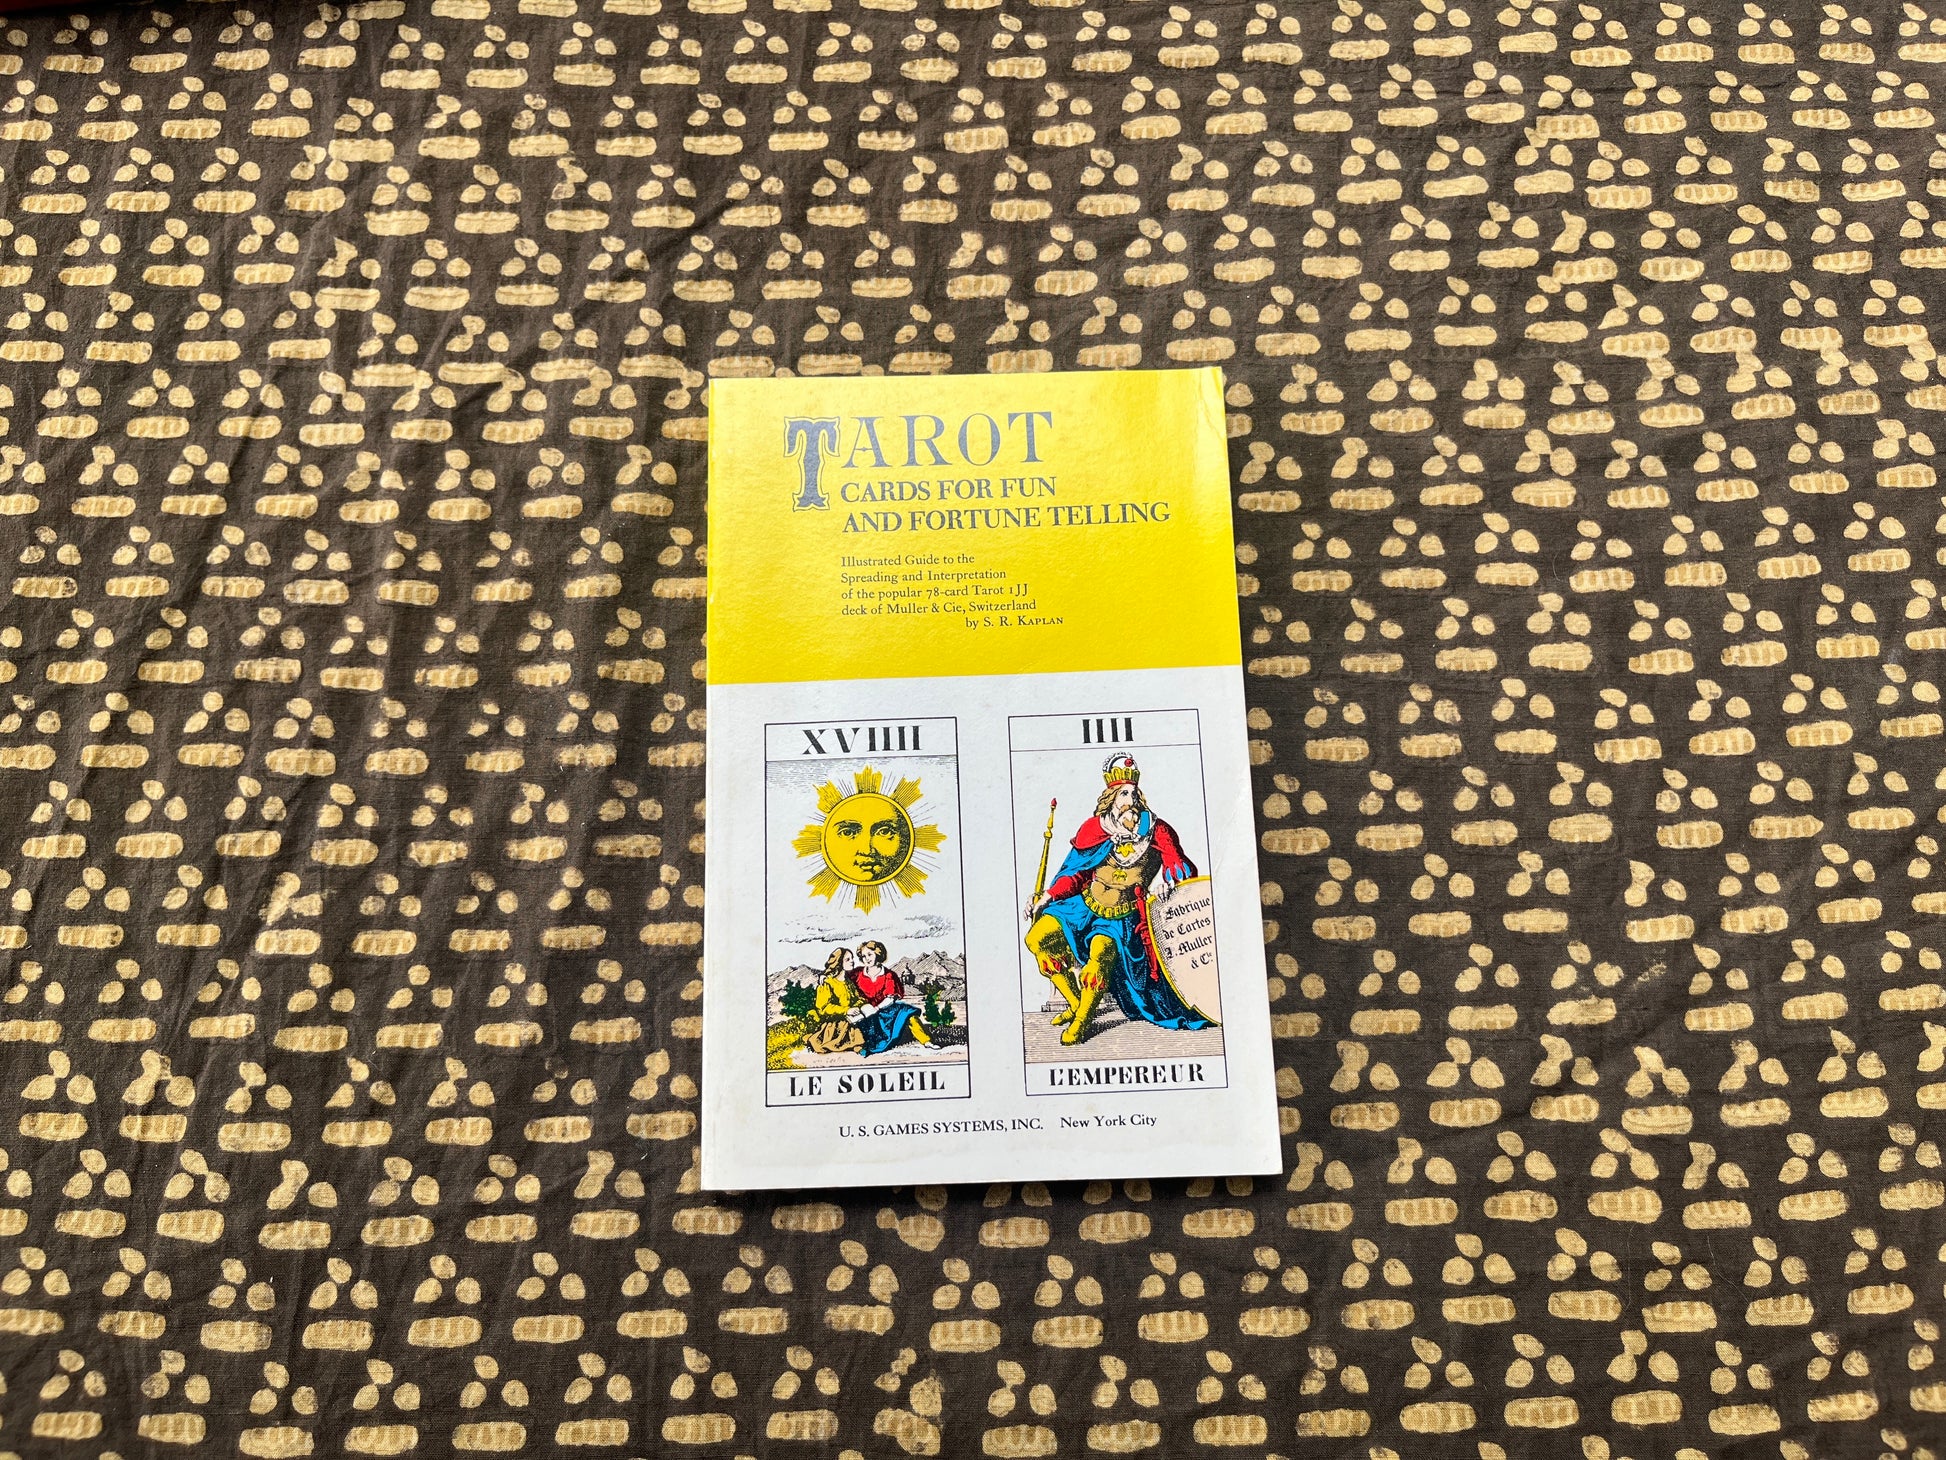 TAROT
CARDS FOR FUN
AND FORTUNE TELLING
Illustrated Guide to the
Spreading and Interpretation
of the popular 78-card Tarot 1JJ
deck of Muller & Cie, Switzerland
by S. R. KAPLAN
XVIIII
LE SOLEIL
IIII
Fabrique
de Cartes
J. Muller
& Cie.
L'EMPEREUR
U. S. GAMES SYSTEMS, INC. New York City